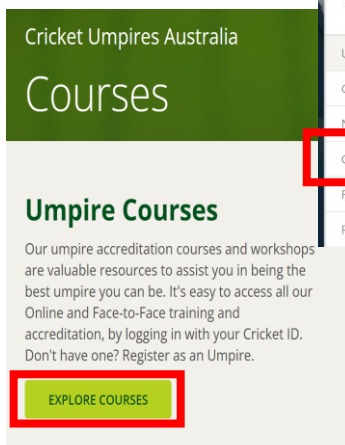 Cricket Umpires Australia
Courses
Umpire Courses
Our umpire accreditation courses and workshops
are valuable resources to assist you in being the
best umpire you can be. It's easy to access all our
Online and Face-to-Face training and
accreditation, by logging in with your Cricket ID.
Don't have one? Register as an Umpire.
EXPLORE COURSES